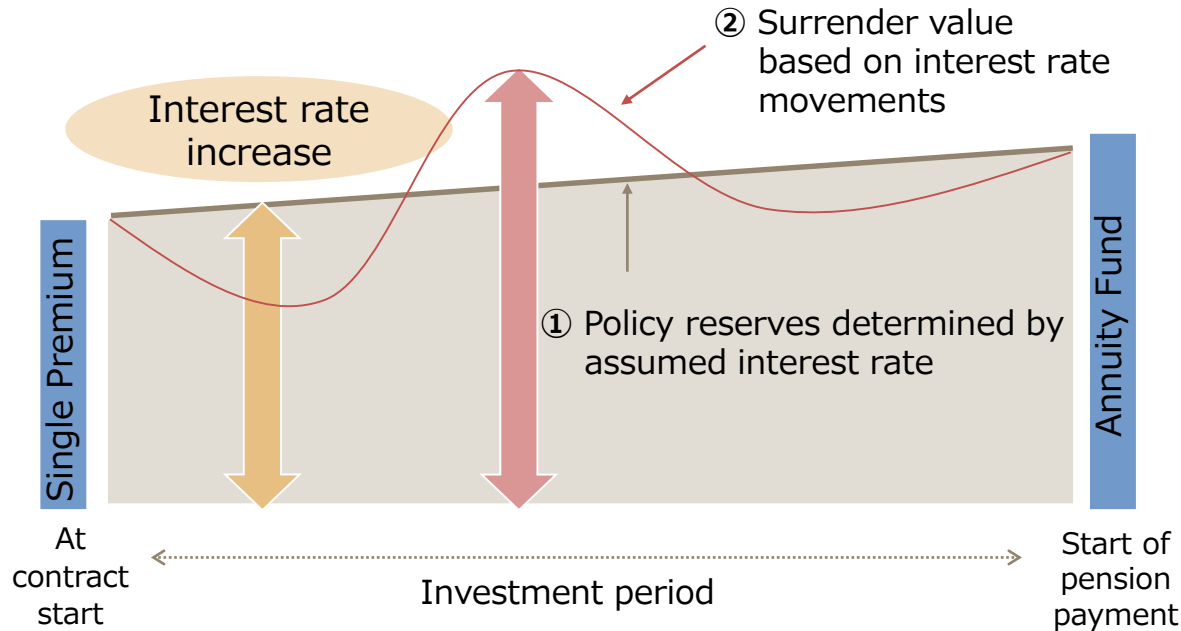 ② Surrender value
based on interest rate
movements
Interest rate
increase
① Policy reserves determined by
assumed interest rate
Single Premium
Annuity Fund
At
contract
start
Investment period
Start of
pension
payment